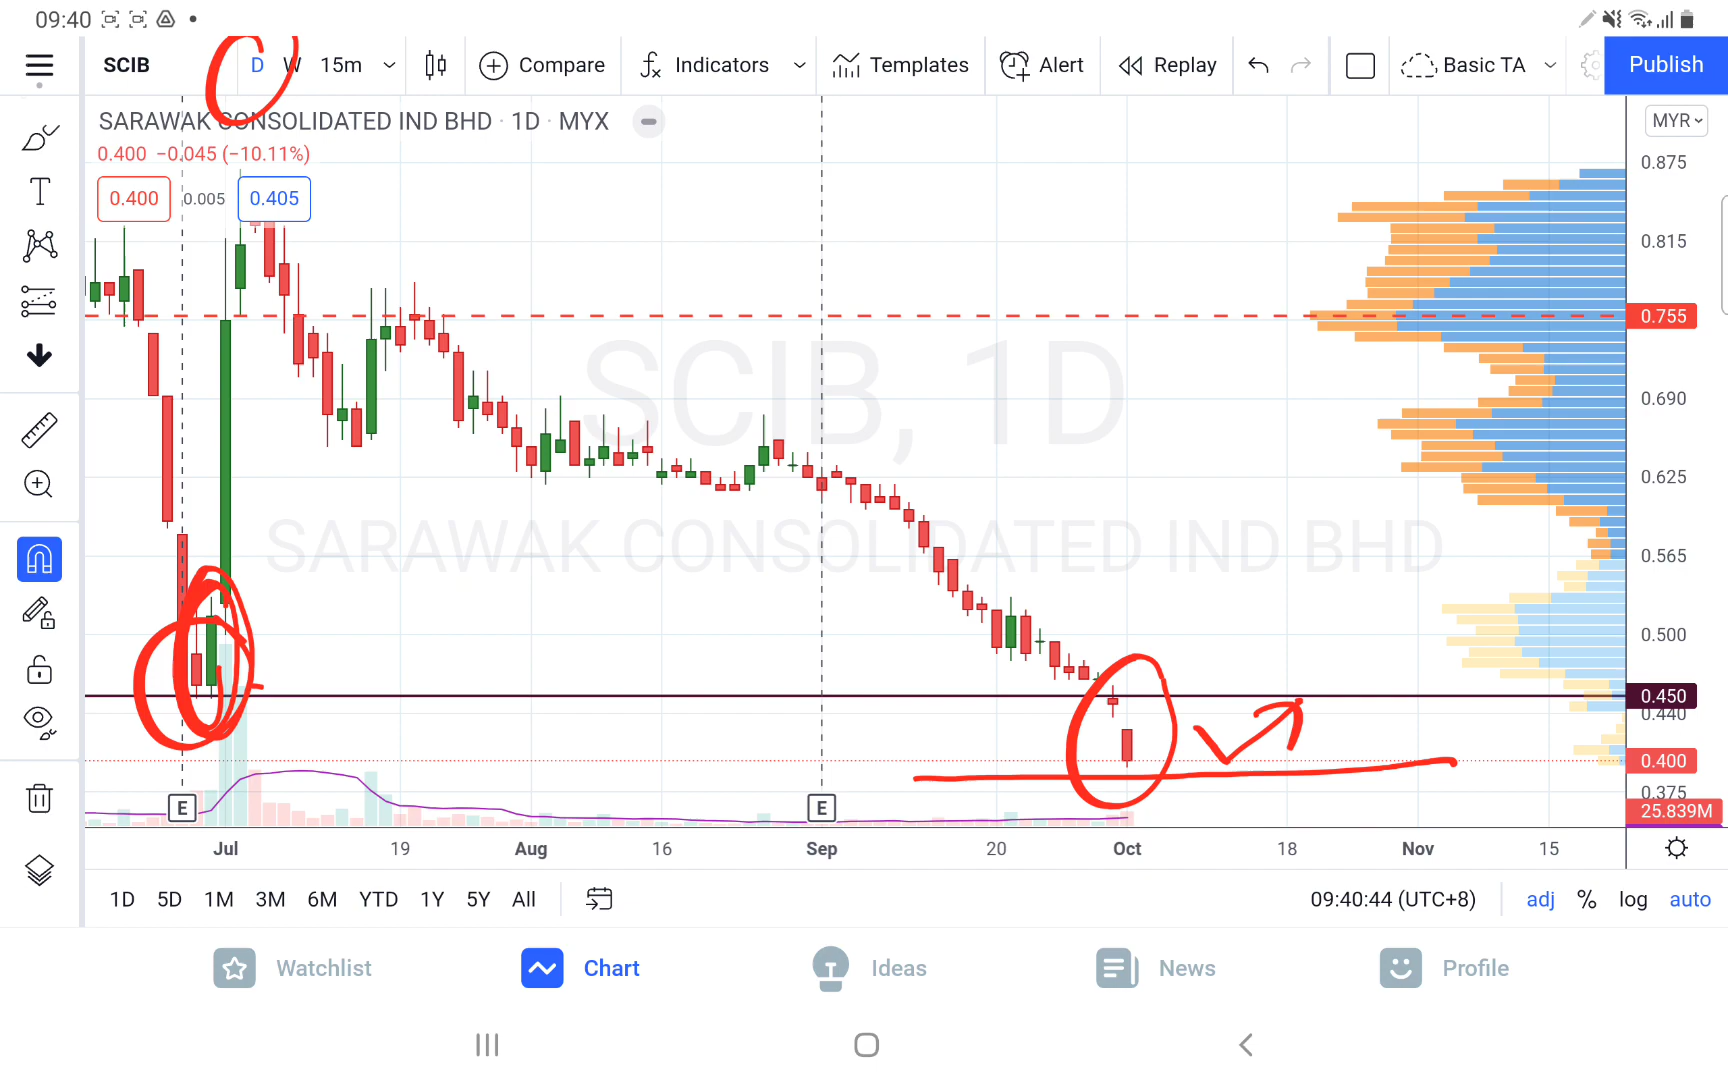 09:40
SCIB D W 15m Compare Indicators Templates Alert Replay Basic TA Publish
SARAWAK CONSOLIDATED IND BHD · 1D · MYX
MYR
0.400 −0.045 (−10.11%)
0.400 0.005 0.405
SCIB, 1D
SARAWAK CONSOLIDATED IND BHD
0.875
0.815
0.755
0.690
0.625
0.565
0.500
0.450
0.440
0.400
0.375
25.839M
E E
Jul 19 Aug 16 Sep 20 Oct 18 Nov 15
1D 5D 1M 3M 6M YTD 1Y 5Y All 09:40:44 (UTC+8) adj % log auto
Watchlist Chart Ideas News Profile